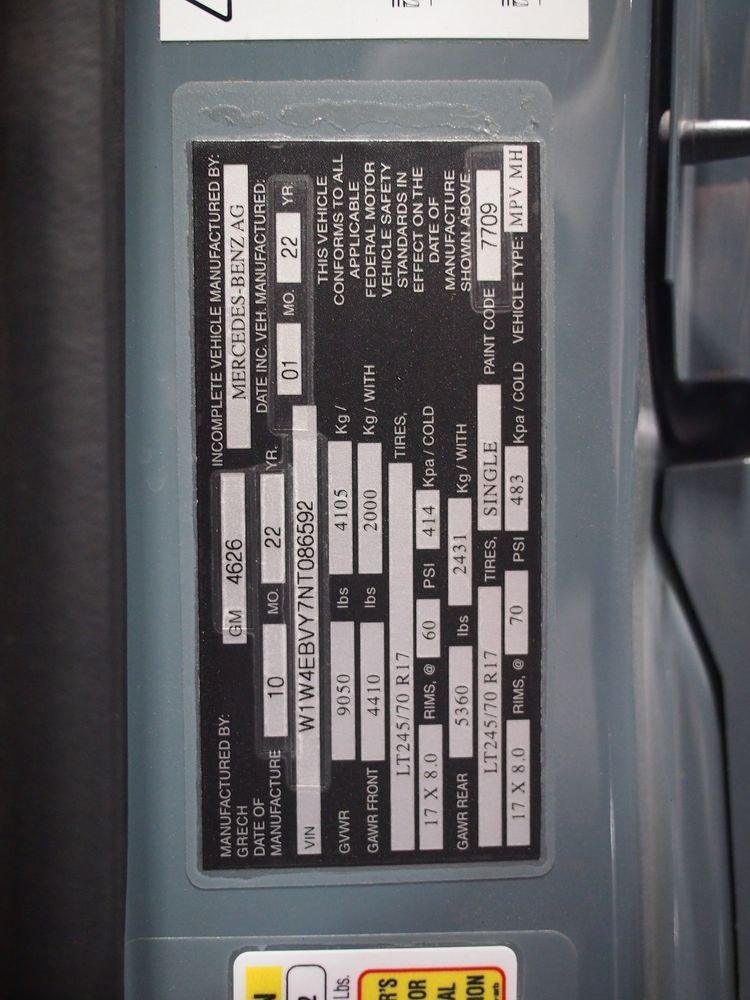 MANUFACTURED BY: INCOMPLETE VEHICLE MANUFACTURED BY:
GRECH GM 4626 MERCEDES-BENZ AG
DATE OF DATE INC. VEH. MANUFACTURED:
MANUFACTURE 10 MO. 22 YR. 01 MO. 22 YR.
VIN W1W4EBVY7NT086592
THIS VEHICLE
CONFORMS TO ALL
APPLICABLE
FEDERAL MOTOR
VEHICLE SAFETY
STANDARDS IN
EFFECT ON THE
DATE OF
MANUFACTURE
SHOWN ABOVE.
GVWR 9050 lbs 4105 Kg /
GAWR FRONT 4410 lbs 2000 Kg / WITH
LT245/70 R17 TIRES,
17 X 8.0 RIMS, @ 60 PSI 414 Kpa / COLD
GAWR REAR 5360 lbs 2431 Kg / WITH
LT245/70 R17 TIRES, SINGLE PAINT CODE 7709
17 X 8.0 RIMS, @ 70 PSI 483 Kpa / COLD VEHICLE TYPE: MPV MH
Lbs.